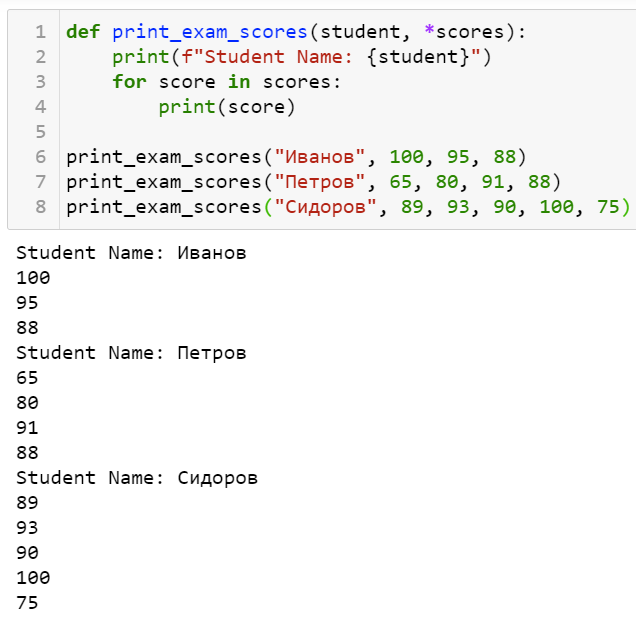 1 def print_exam_scores(student, *scores):
2     print(f"Student Name: {student}")
3     for score in scores:
4         print(score)
5
6 print_exam_scores("Иванов", 100, 95, 88)
7 print_exam_scores("Петров", 65, 80, 91, 88)
8 print_exam_scores("Сидоров", 89, 93, 90, 100, 75)
Student Name: Иванов
100
95
88
Student Name: Петров
65
80
91
88
Student Name: Сидоров
89
93
90
100
75